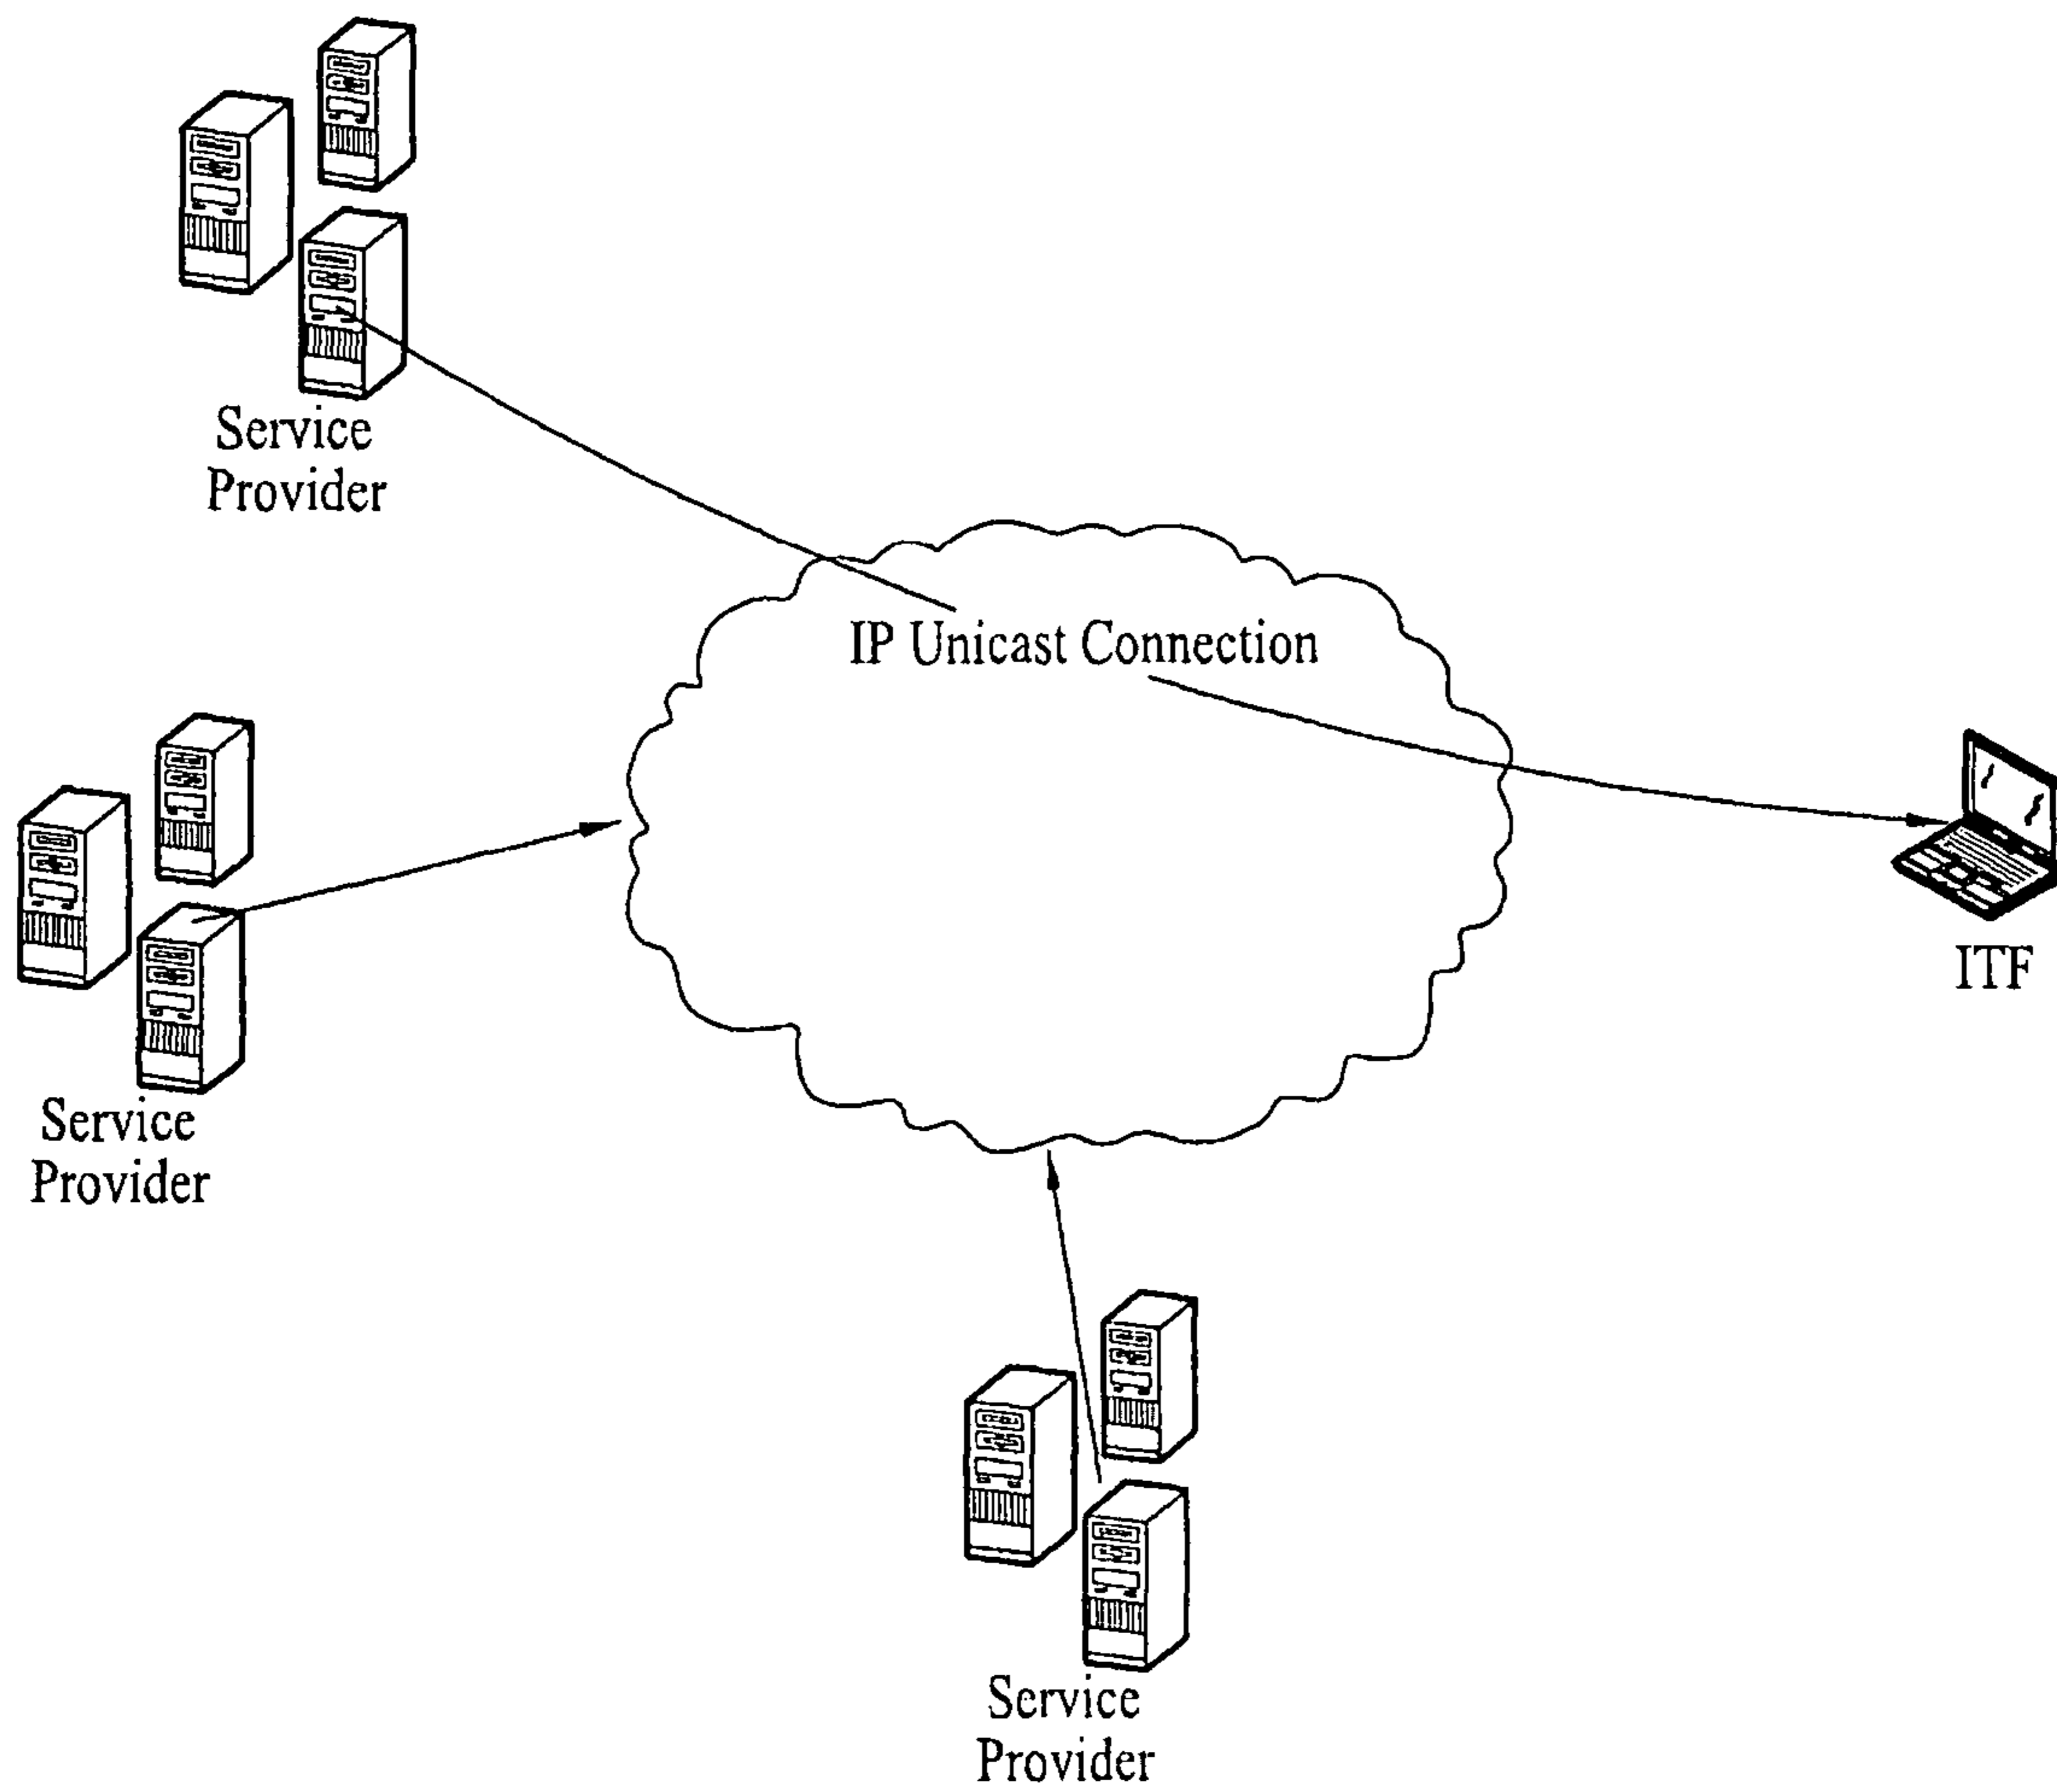 Service
Provider
IP Unicast Connection
ITF
Service
Provider
Service
Provider